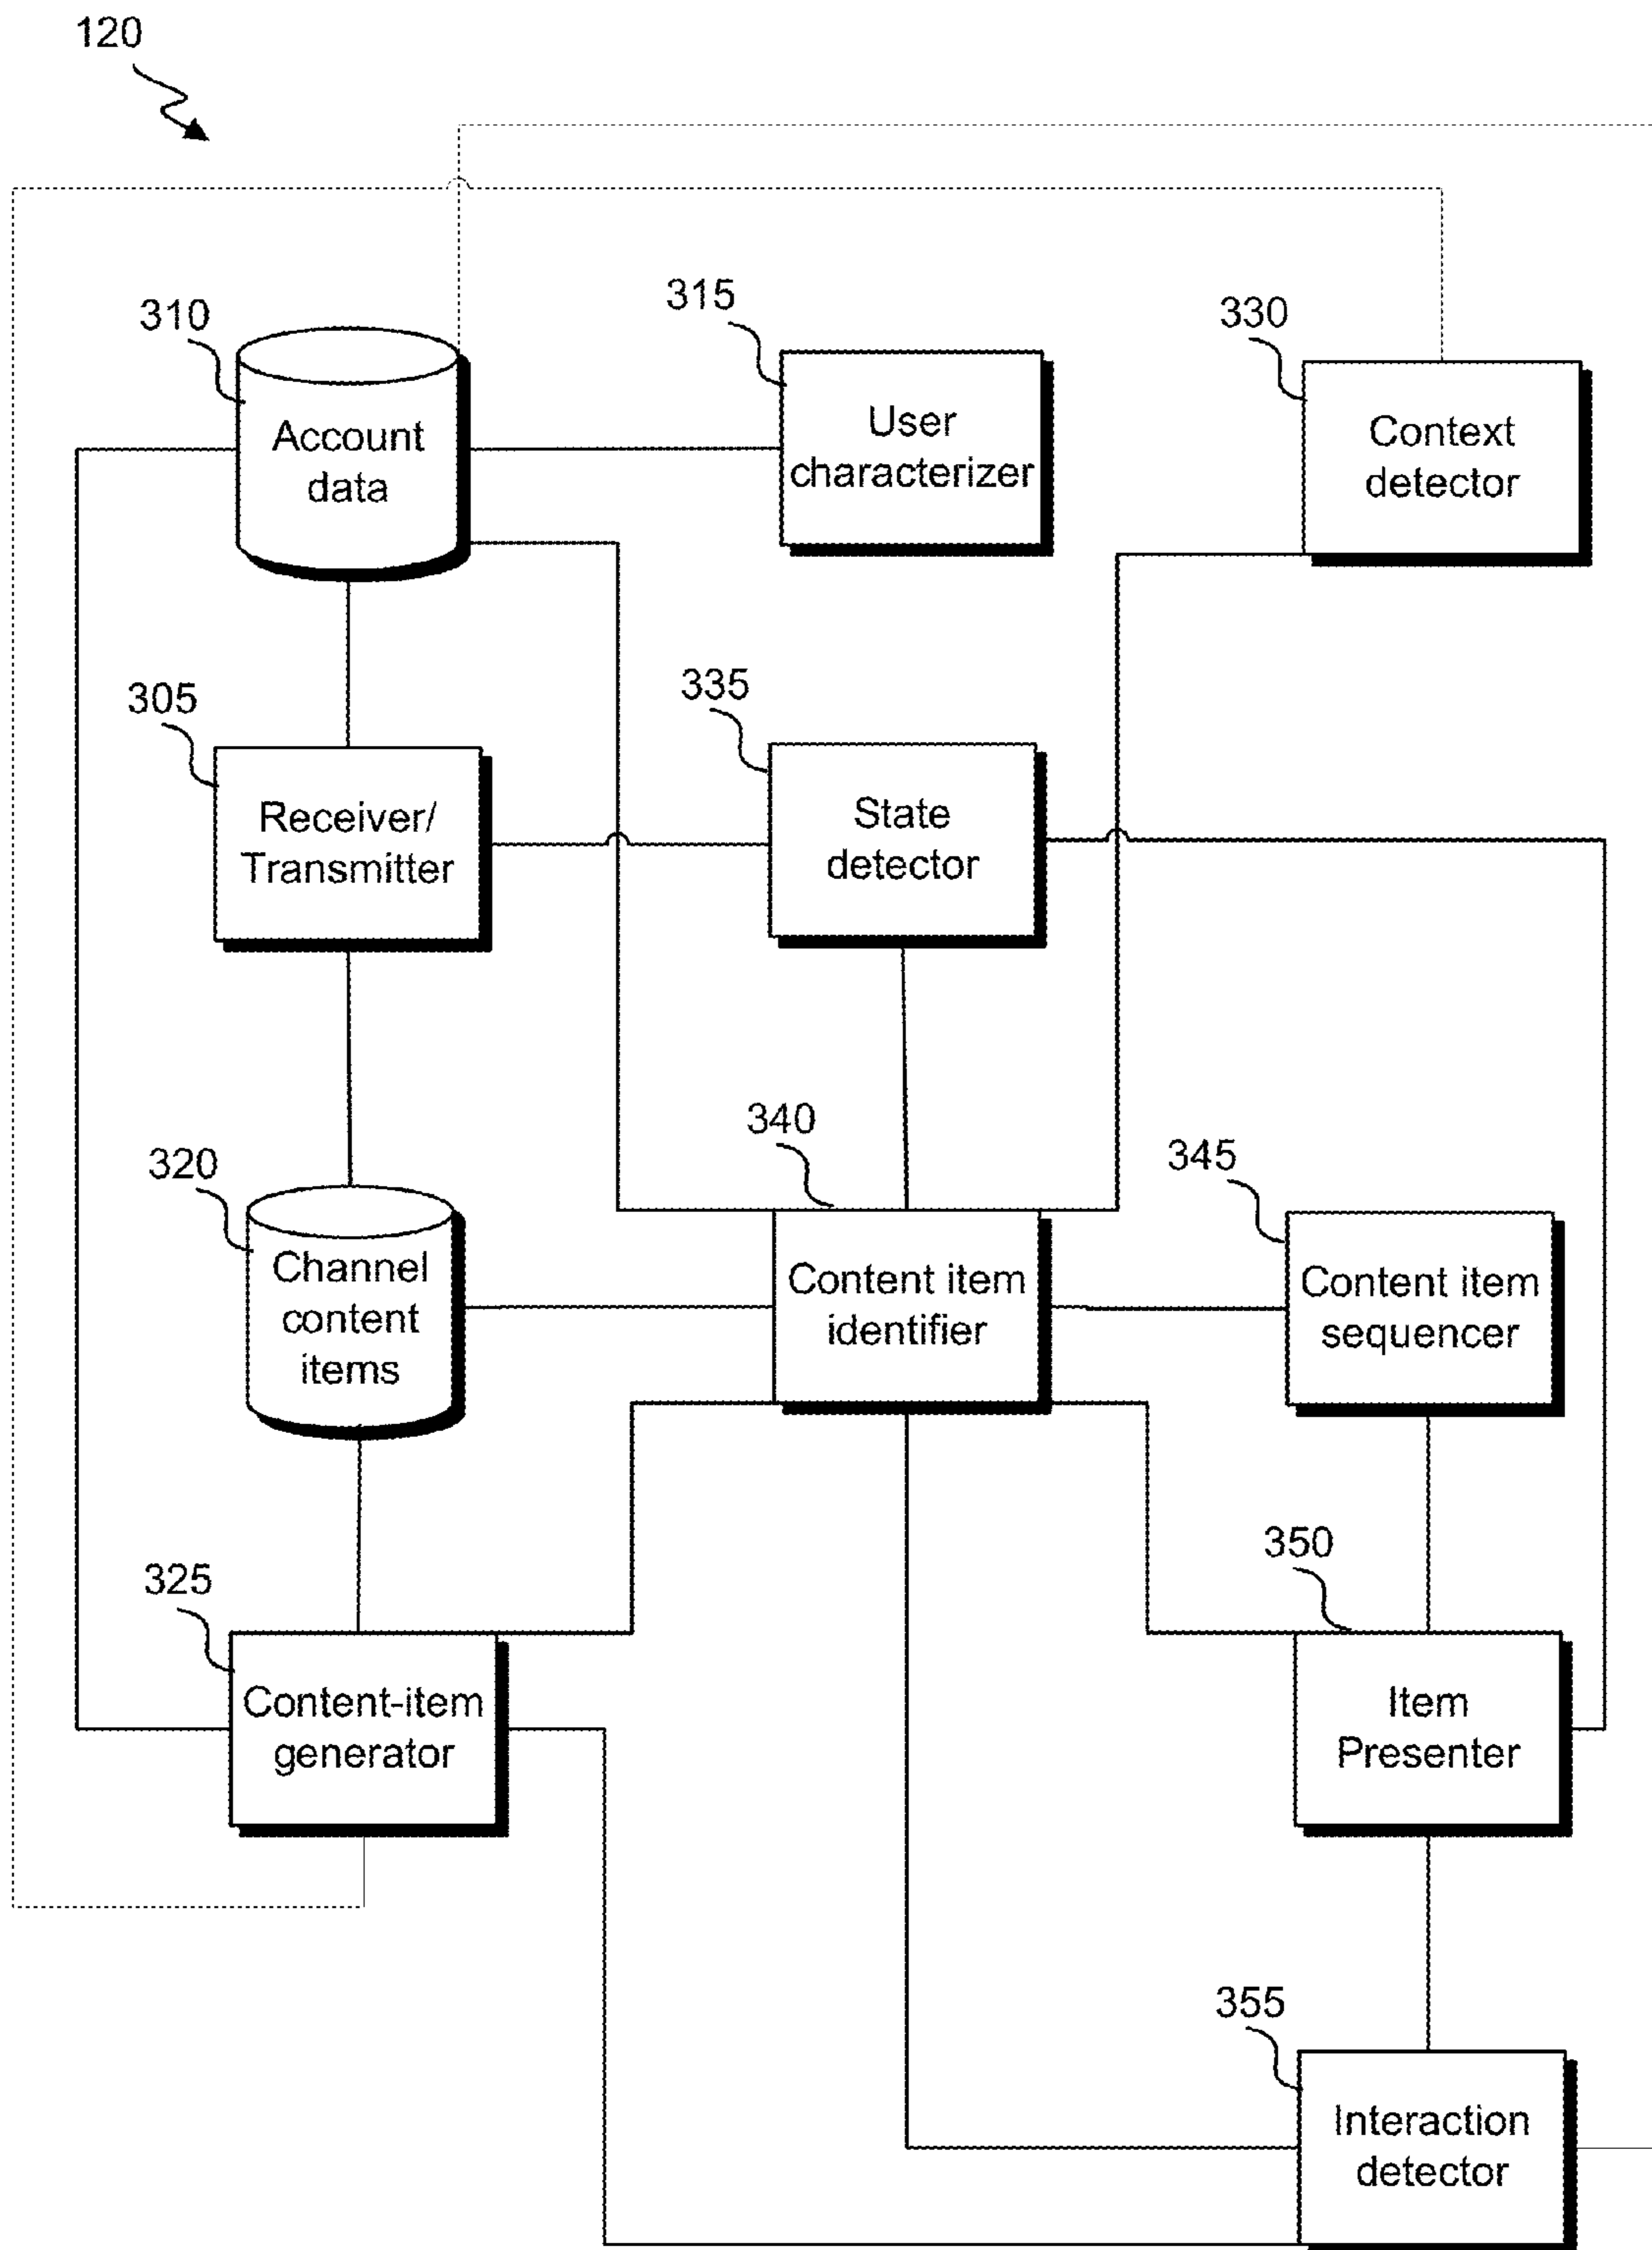 120
310
Account
data
315
User
characterizer
330
Context
detector
305
Receiver/
Transmitter
335
State
detector
320
Channel
content
items
340
Content item
identifier
345
Content item
sequencer
325
Content-item
generator
350
Item
Presenter
355
Interaction
detector